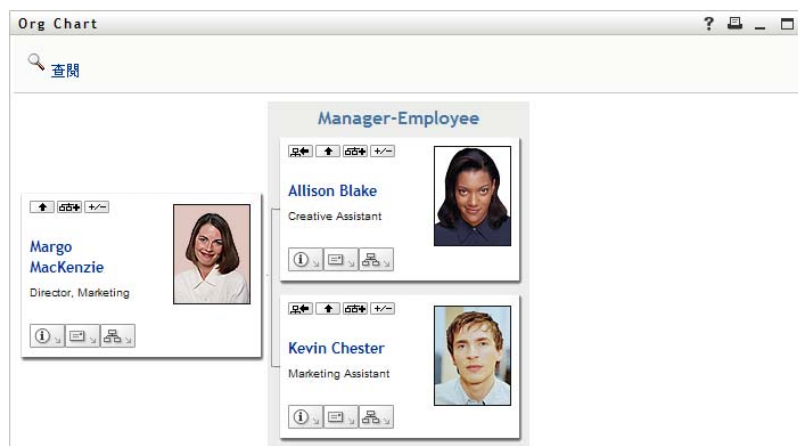 Org Chart
查閱
Manager-Employee
Allison Blake
Creative Assistant
Margo
MacKenzie
Director, Marketing
Kevin Chester
Marketing Assistant